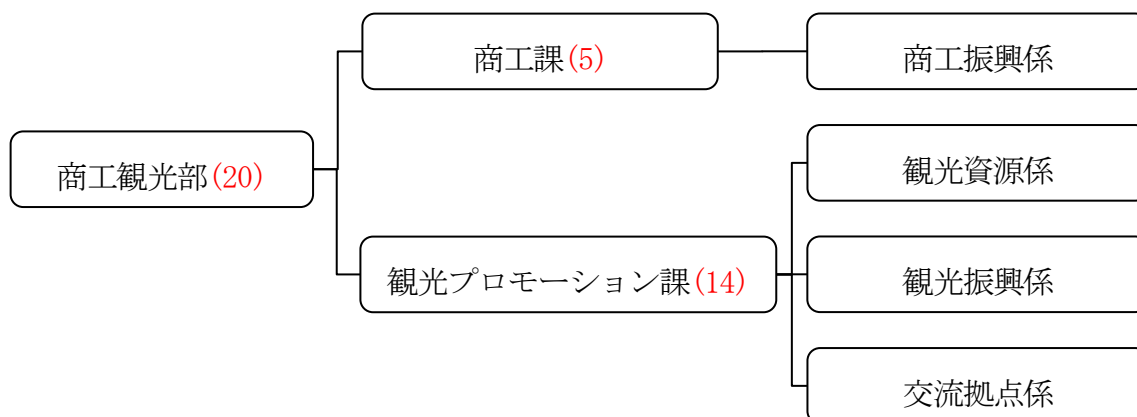 商工課(5)
商工振興係
商工観光部(20)
観光資源係
観光プロモーション課(14)
観光振興係
交流拠点係